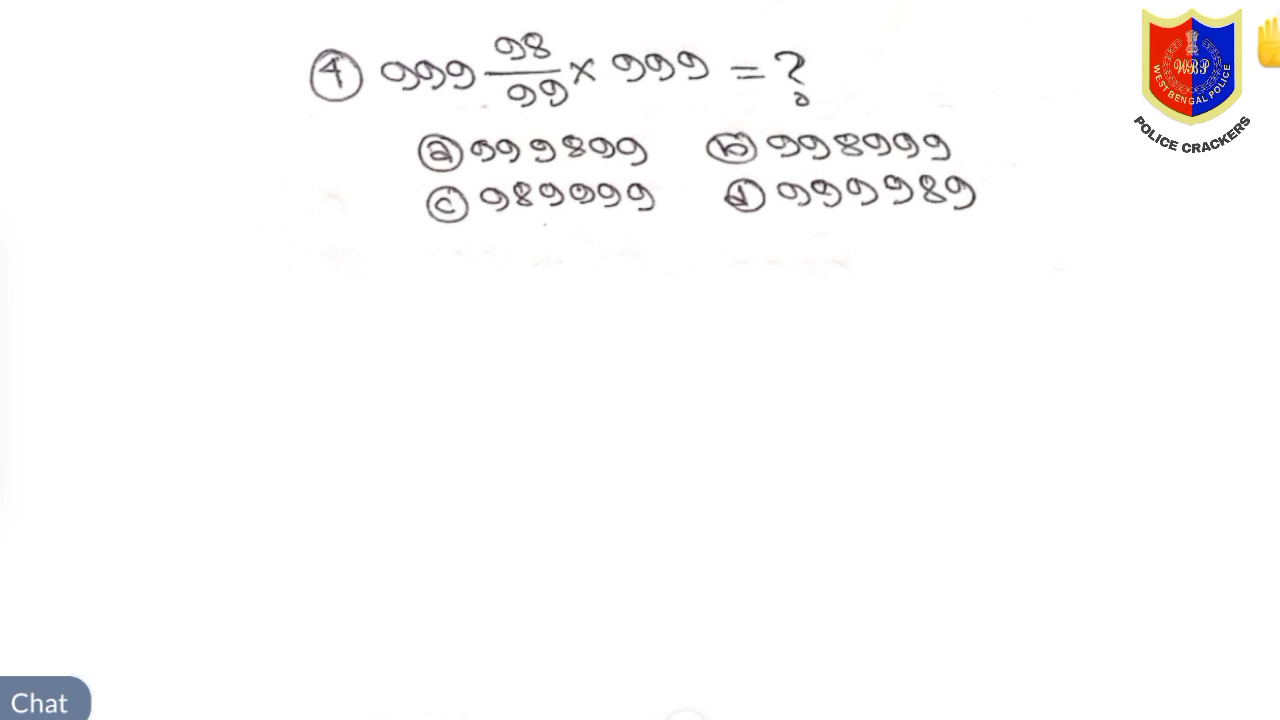 ④ 999 98/99 × 999 = ?
ⓐ 999899 ⓑ 998999
ⓒ 989999 ⓓ 999989
WBP
WEST BENGAL POLICE
POLICE CRACKERS
Chat